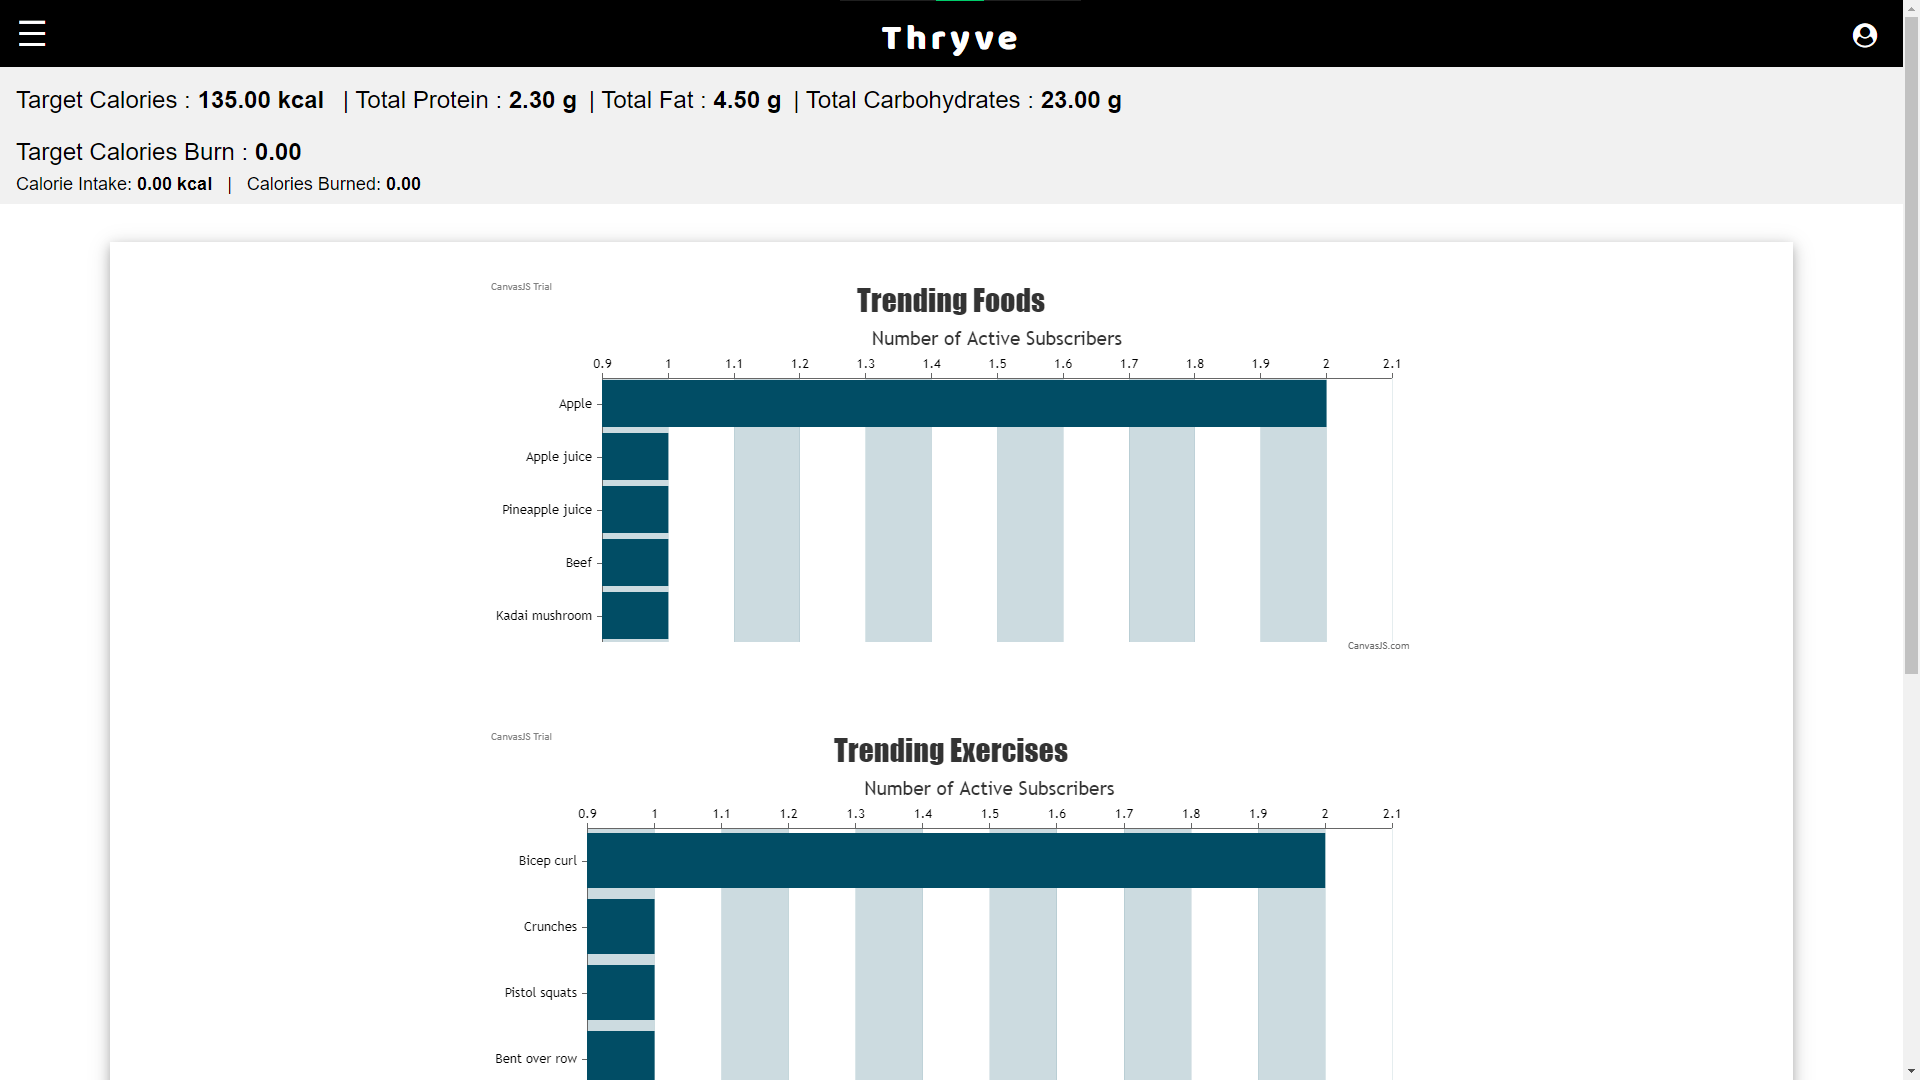 Thryve
Target Calories : 135.00 kcal | Total Protein : 2.30 g | Total Fat : 4.50 g | Total Carbohydrates : 23.00 g
Target Calories Burn : 0.00
Calorie Intake: 0.00 kcal | Calories Burned: 0.00
CanvasJS Trial
Trending Foods
Number of Active Subscribers
0.9 1 1.1 1.2 1.3 1.4 1.5 1.6 1.7 1.8 1.9 2 2.1
Apple
Apple juice
Pineapple juice
Beef
Kadai mushroom
CanvasJS.com
CanvasJS Trial
Trending Exercises
Number of Active Subscribers
0.9 1 1.1 1.2 1.3 1.4 1.5 1.6 1.7 1.8 1.9 2 2.1
Bicep curl
Crunches
Pistol squats
Bent over row